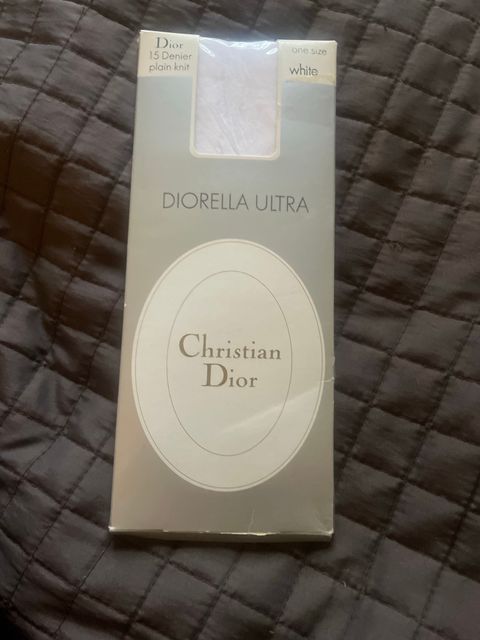 Dior
15 Denier
plain knit
one size
white
DIORELLA ULTRA
Christian
Dior